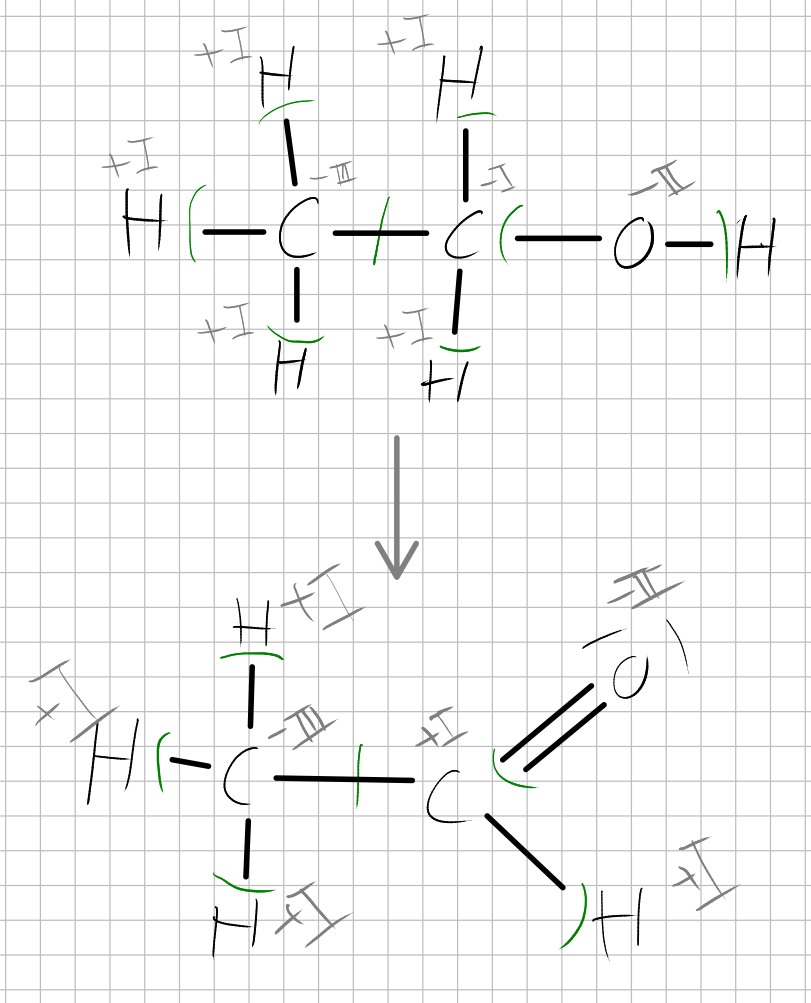 +I +I
H H
+I -III -I -II
H C C O H
+I +I
H H
H +I -II
O
+I -III +I
H C C
H +I H +I